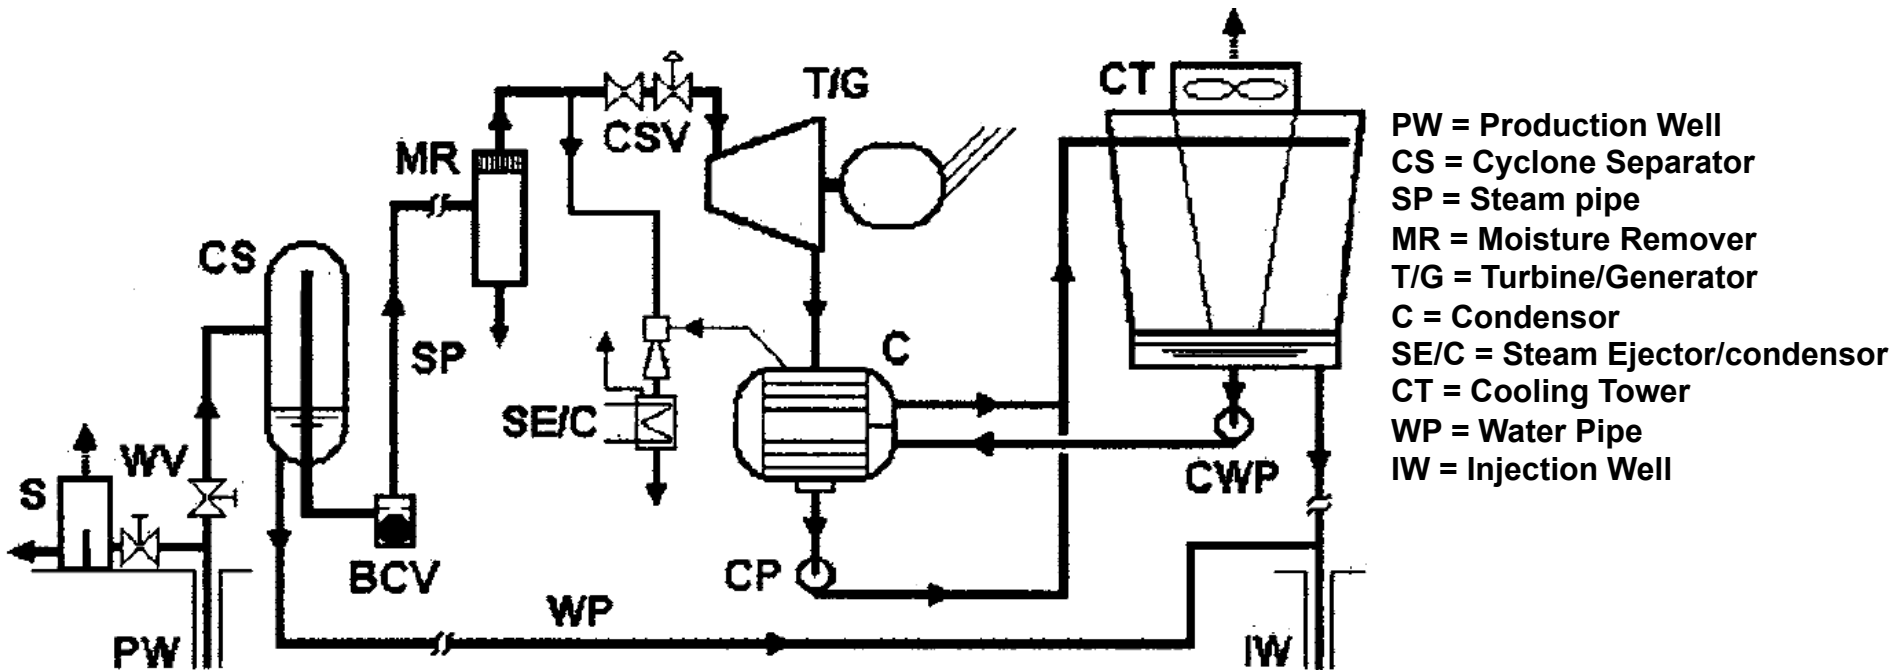 T/G
CT
CSV
MR
CS
SP
C
SE/C
WV
S
CWP
BCV
CP
WP
PW
IW
PW = Production Well
CS = Cyclone Separator
SP = Steam pipe
MR = Moisture Remover
T/G = Turbine/Generator
C = Condensor
SE/C = Steam Ejector/condensor
CT = Cooling Tower
WP = Water Pipe
IW = Injection Well